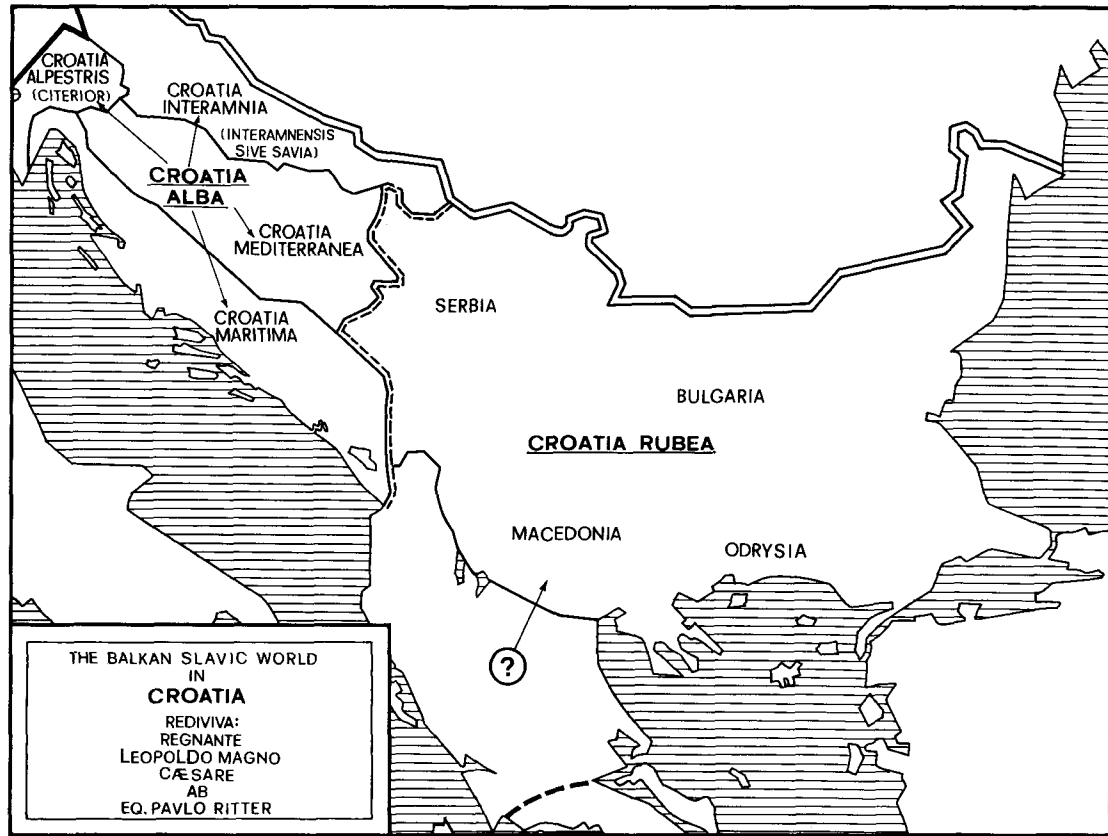 CROATIA
ALPESTRIS
(CITERIOR)
CROATIA
INTERAMNIA
(INTERAMNENSIS
SIVE SAVIA)
CROATIA
ALBA
CROATIA
MEDITERRANEA
CROATIA
MARITIMA
SERBIA
BULGARIA
CROATIA RUBEA
MACEDONIA
ODRYSIA
?
THE BALKAN SLAVIC WORLD
IN
CROATIA
REDIVIVA:
REGNANTE
LEOPOLDO MAGNO
CÆSARE
AB
EQ. PAVLO RITTER